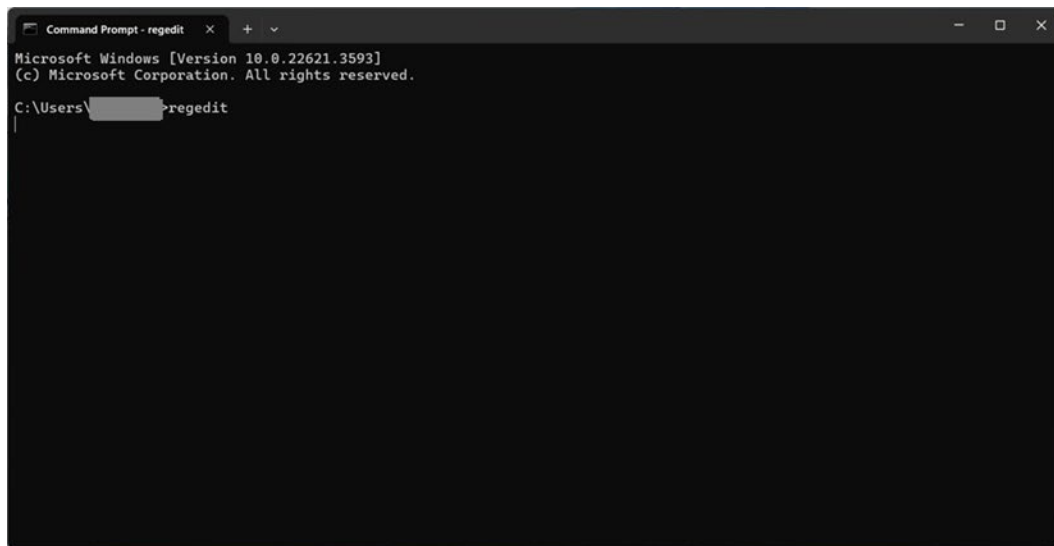 Command Prompt - regedit
Microsoft Windows [Version 10.0.22621.3593]
(c) Microsoft Corporation. All rights reserved.
C:\Users\ >regedit